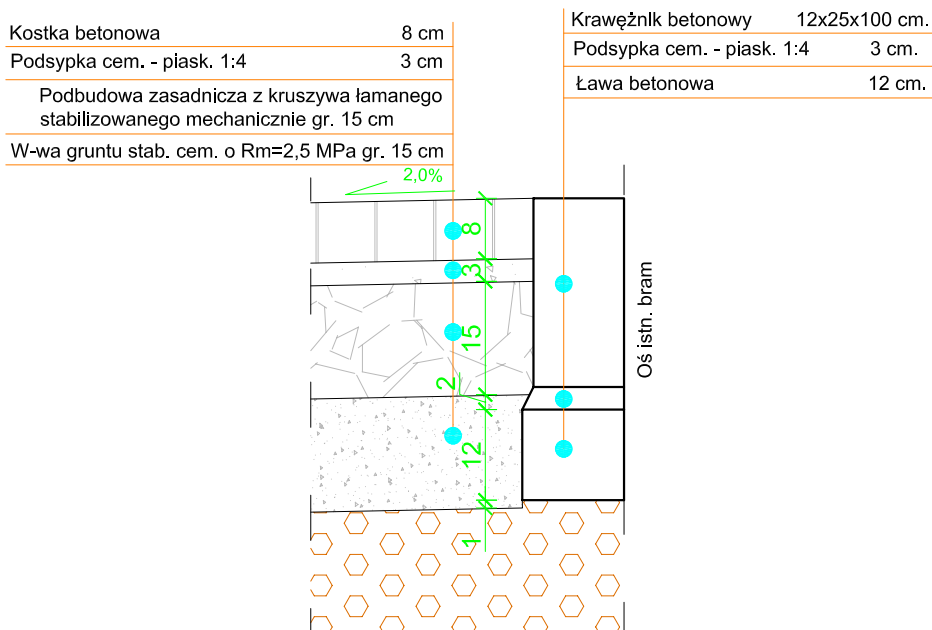 Kostka betonowa 8 cm
Podsypka cem. - piask. 1:4 3 cm
Podbudowa zasadnicza z kruszywa łamanego
stabilizowanego mechanicznie gr. 15 cm
W-wa gruntu stab. cem. o Rm=2,5 MPa gr. 15 cm
Krawężnik betonowy 12x25x100 cm.
Podsypka cem. - piask. 1:4 3 cm.
Ława betonowa 12 cm.
2,0%
8
3
15
2
12
1
Oś istn. bram